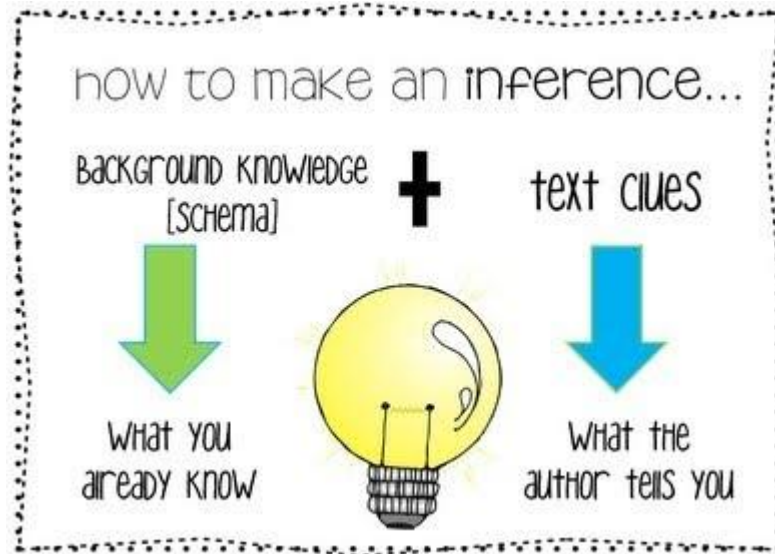 how to make an inference...
Background Knowledge
[schema]
+
text clues
What you
already know
What the
author tells you